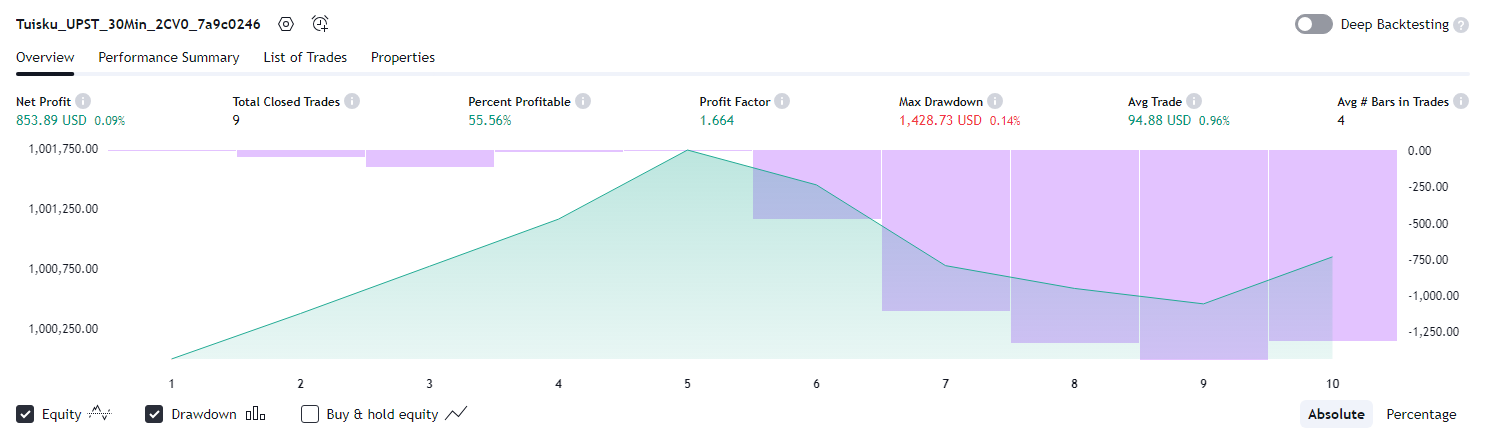 Tuisku_UPST_30Min_2CV0_7a9c0246 Deep Backtesting ?
Overview Performance Summary List of Trades Properties
Net Profit i Total Closed Trades i Percent Profitable i Profit Factor i Max Drawdown i Avg Trade i Avg # Bars in Trades i
853.89 USD 0.09% 9 55.56% 1.664 1,428.73 USD 0.14% 94.88 USD 0.96% 4
1,001,750.00 0.00
-250.00
1,001,250.00 -500.00
1,000,750.00 -750.00
-1,000.00
1,000,250.00 -1,250.00
1 2 3 4 5 6 7 8 9 10
Equity Drawdown Buy & hold equity Absolute Percentage